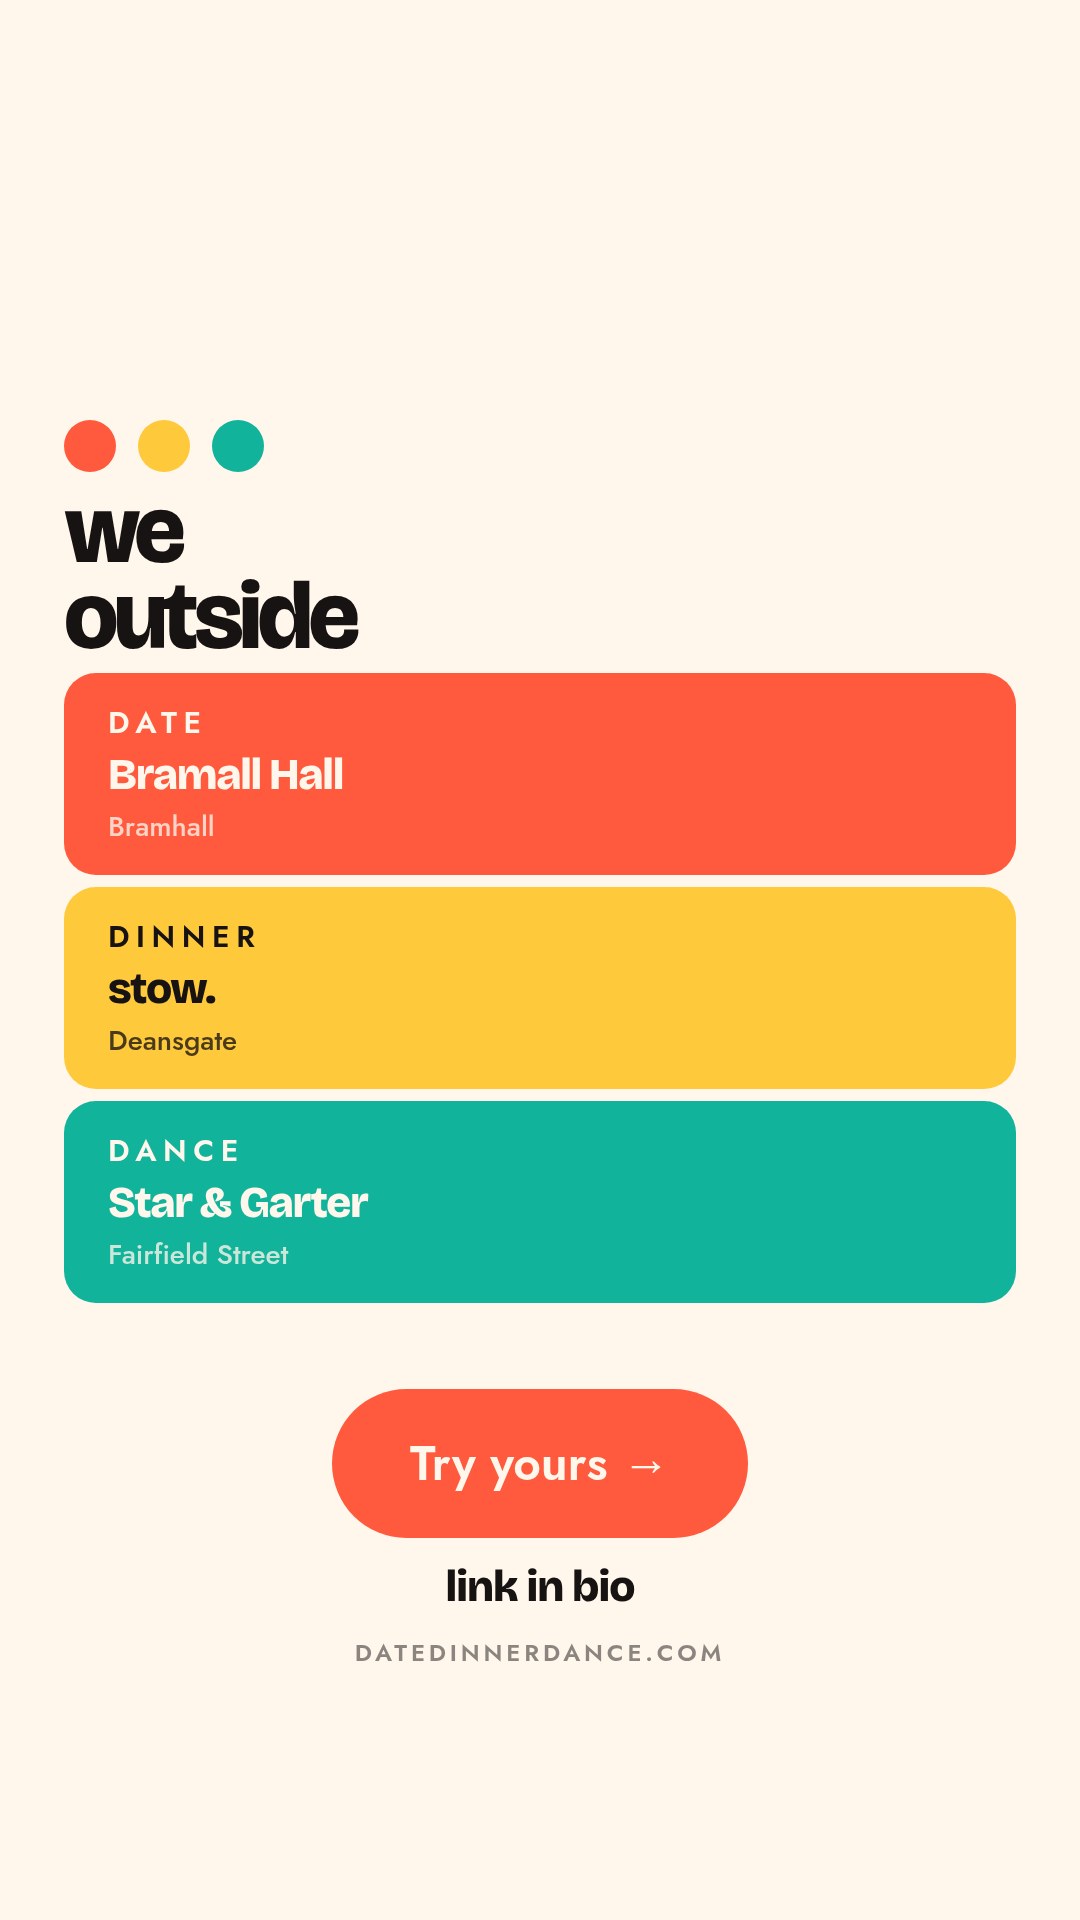 we
outside
DATE
Bramall Hall
Bramhall
DINNER
stow.
Deansgate
DANCE
Star & Garter
Fairfield Street
Try yours →
link in bio
DATEDINNERDANCE.COM